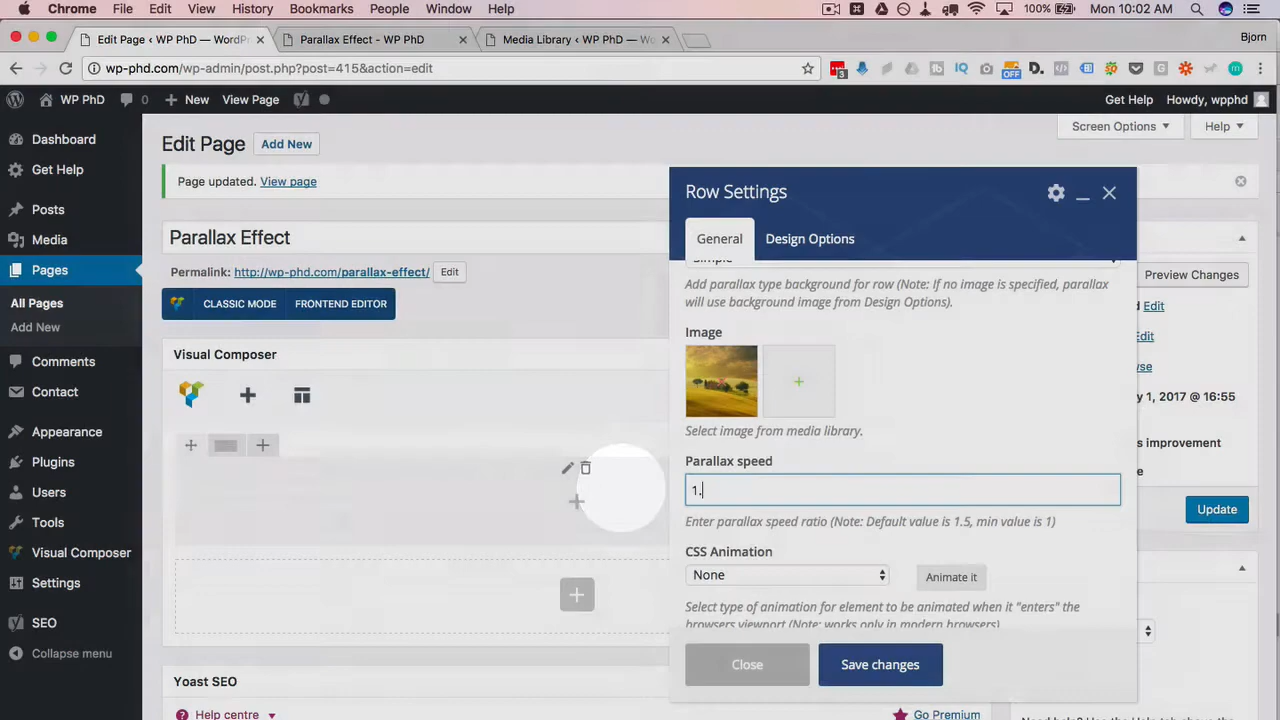 Chrome File Edit View History Bookmarks People Window Help 100% Mon 10:02 AM
Edit Page ‹ WP PhD — WordPr
Parallax Effect - WP PhD
Media Library ‹ WP PhD — Wo
Bjorn
wp-phd.com/wp-admin/post.php?post=415&action=edit
3
OFF
WP PhD 0 New View Page
Get Help Howdy, wpphd
Dashboard
Get Help
Posts
Media
Pages
All Pages
Add New
Comments
Contact
Appearance
Plugins
Users
Tools
Visual Composer
Settings
SEO
Collapse menu
Edit Page Add New
Screen Options Help
Page updated. View page
Parallax Effect
Permalink: http://wp-phd.com/parallax-effect/ Edit
CLASSIC MODE FRONTEND EDITOR
Visual Composer
Yoast SEO
Help centre
Go Premium
Row Settings
General Design Options
Simple
Add parallax type background for row (Note: If no image is specified, parallax
will use background image from Design Options).
Image
Select image from media library.
Parallax speed
1.
Enter parallax speed ratio (Note: Default value is 1.5, min value is 1)
CSS Animation
None
Animate it
Select type of animation for element to be animated when it "enters" the
browsers viewport (Note: works only in modern browsers)
Close Save changes
Preview Changes
Edit
Edit
wse
y 1, 2017 @ 16:55
s improvement
e
Update